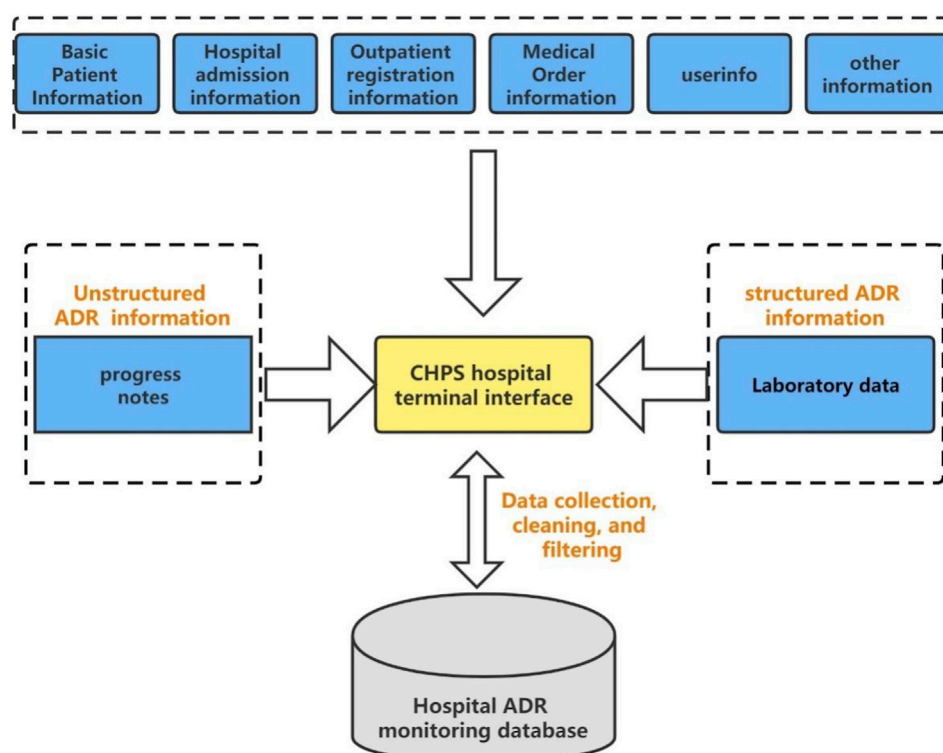 Basic
Patient
Information
Hospital
admission
information
Outpatient
registration
information
Medical
Order
information
userinfo
other
information
Unstructured
ADR information
progress
notes
CHPS hospital
terminal interface
structured ADR
information
Laboratory data
Data collection,
cleaning, and
filtering
Hospital ADR
monitoring database